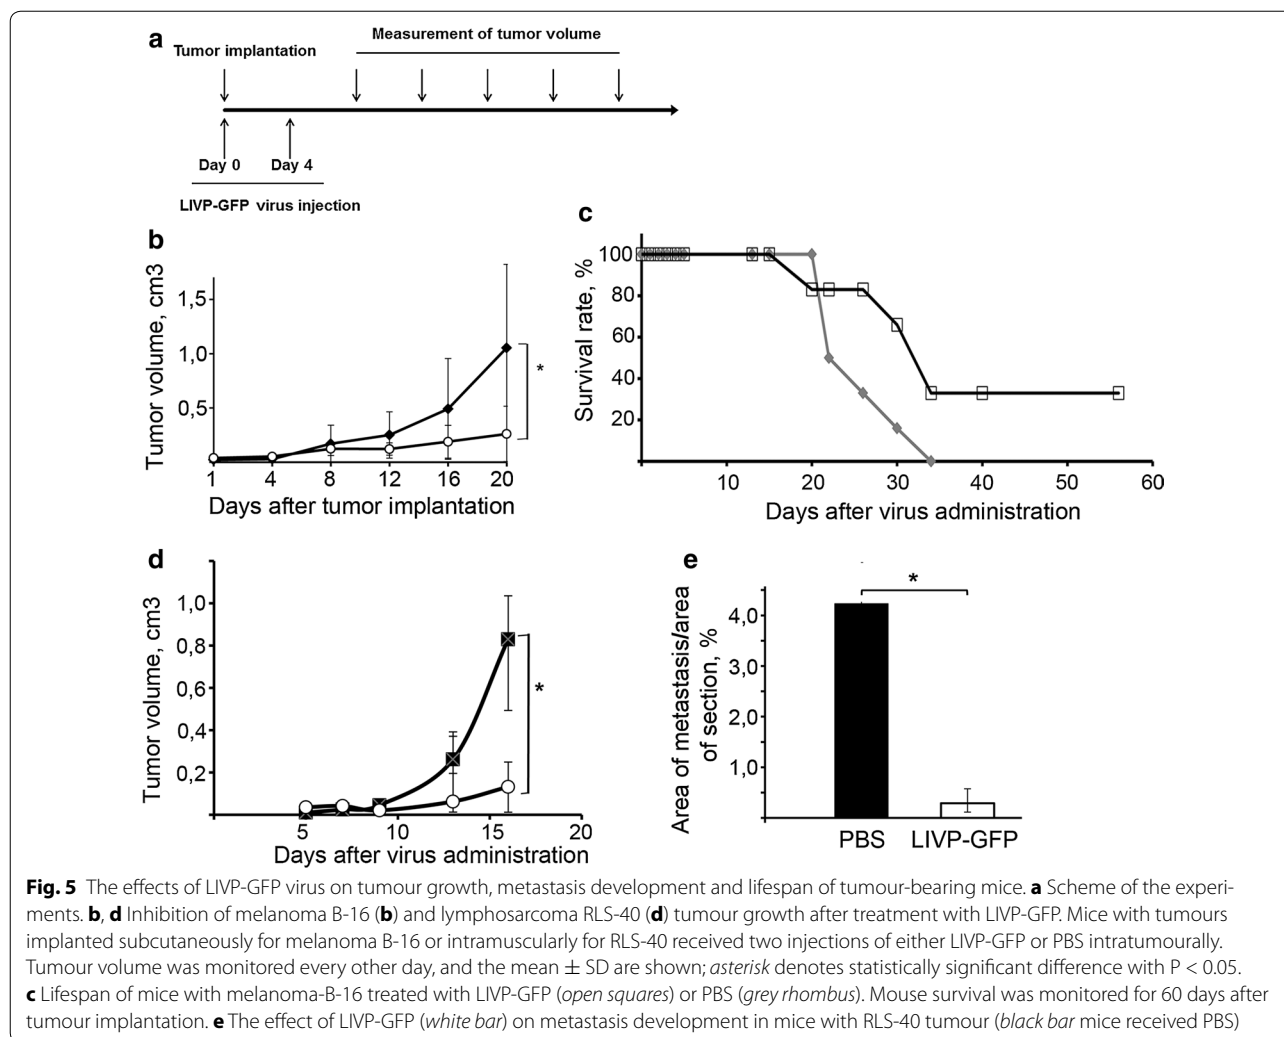 a
Tumor implantation
Measurement of tumor volume
Day 0
Day 4
LIVP-GFP virus injection
b
Tumor volume, cm3
1,5
1,0
0,5
1 4 8 12 16 20
*
Days after tumor implantation
c
Survival rate, %
100
80
60
40
20
10 20 30 40 50 60
Days after virus administration
d
Tumor volume, cm3
1,0
0,8
0,6
0,4
0,2
5 10 15 20
*
Days after virus administration
e
Area of metastasis/area
of section, %
4,0
3,0
2,0
1,0
*
PBS LIVP-GFP
Fig. 5 The effects of LIVP-GFP virus on tumour growth, metastasis development and lifespan of tumour-bearing mice. a Scheme of the experi-
ments. b, d Inhibition of melanoma B-16 (b) and lymphosarcoma RLS-40 (d) tumour growth after treatment with LIVP-GFP. Mice with tumours
implanted subcutaneously for melanoma B-16 or intramuscularly for RLS-40 received two injections of either LIVP-GFP or PBS intratumourally.
Tumour volume was monitored every other day, and the mean ± SD are shown; asterisk denotes statistically significant difference with P < 0.05.
c Lifespan of mice with melanoma-B-16 treated with LIVP-GFP (open squares) or PBS (grey rhombus). Mouse survival was monitored for 60 days after
tumour implantation. e The effect of LIVP-GFP (white bar) on metastasis development in mice with RLS-40 tumour (black bar mice received PBS)